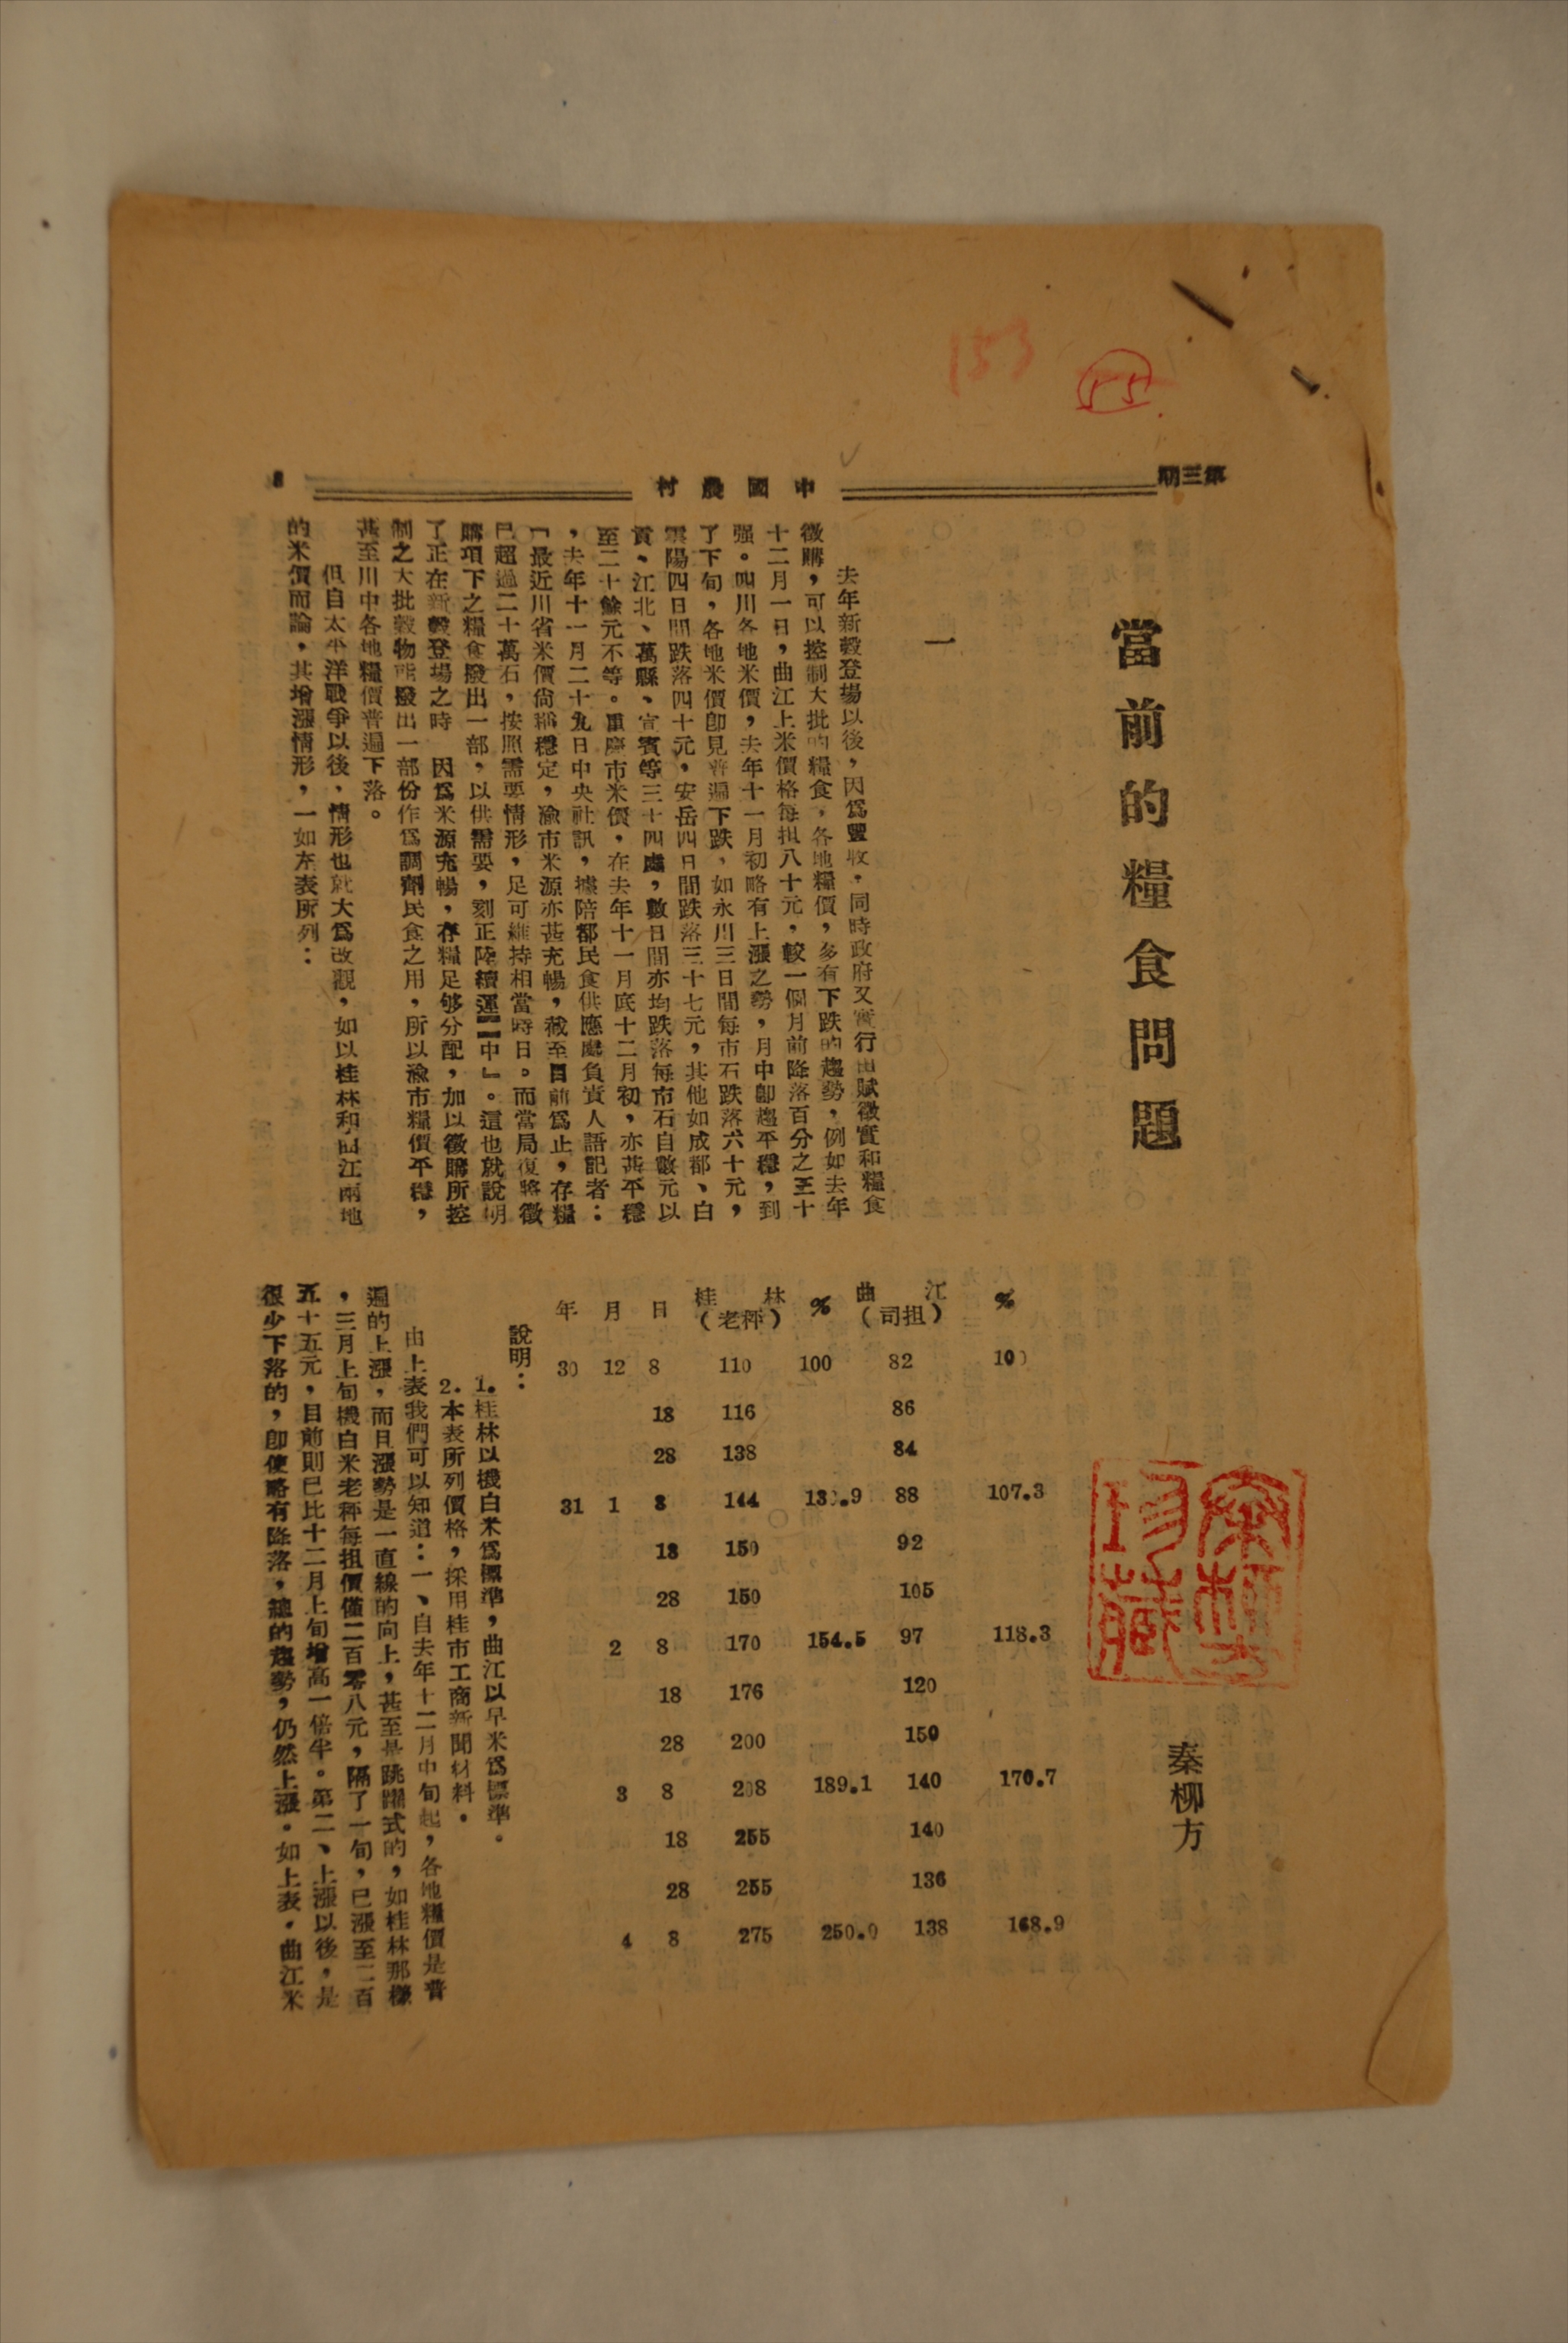 153
55
第三期
中國農村
當前的糧食問題
秦柳方
一
去年新穀登場以後，因爲豐收，同時政府又實行田賦徵實和糧食
徵購，可以控制大批的糧食，各地糧價，多有下跌的趨勢，例如去年
十二月一日，曲江上米價格每担八十元，較一個月前降落百分之三十
强。四川各地米價，去年十一月初略有上漲之勢，月中卽趨平穩，到
了下旬，各地米價卽見普遍下跌，如永川三日間每市石跌落六十元，
雲陽四日間跌落四十元，安岳四日間跌落三十七元，其他如成都、白
貢、江北、萬縣、宜賓等三十四處，數日間亦均跌落每市石自數元以
至二十餘元不等。重慶市米價，在去年十一月底十二月初，亦甚平穩
，去年十一月二十九日中央社訊，據陪都民食供應處負責人語記者：
「最近川省米價尙稱穩定，渝市米源亦甚充暢，截至目前爲止，存糧
已超過二十萬石，按照需要情形，足可維持相當時日。而當局復將徵
購項下之糧食撥出一部，以供需要，刻正陸續運中」。這也就說明
了正在新穀登場之時 因爲米源充暢，存糧足够分配，加以徵購所控
制之大批穀物能撥出一部份作爲調劑民食之用，所以渝市糧價平穩，
甚至川中各地糧價普遍下落。
但自太平洋戰爭以後，情形也就大爲改觀，如以桂林和曲江兩地
的米價而論，其增漲情形，一如左表所列：
年 月 日 桂林（老秤） % 曲江（司担） %
30 12 8 110 100 82 100
18 116 86
28 138 84
31 1 8 144 130.9 88 107.3
18 150 92
28 150 105
2 8 170 154.5 97 118.3
18 176 120
28 200 150
3 8 208 189.1 140 170.7
18 255 140
28 255 136
4 8 275 250.0 138 168.9
說明：
1.桂林以機白米爲標準，曲江以早米爲標準。
2.本表所列價格，採用桂市工商新聞材料。
由上表我們可以知道：一、自去年十二月中旬起，各地糧價是普
遍的上漲，而且漲勢是一直線的向上，甚至是跳躍式的，如桂林那樣
，三月上旬機白米老秤每担價僅二百零八元，隔了一旬，已漲至二百
五十五元，目前則已比十二月上旬增高一倍半。第二、上漲以後，是
很少下落的，卽使略有降落，總的趨勢，仍然上漲。如上表，曲江米